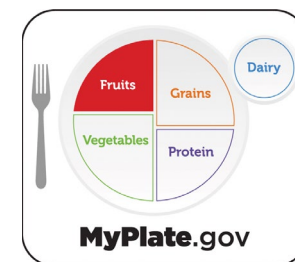 Fruits
Grains
Dairy
Vegetables
Protein
MyPlate.gov